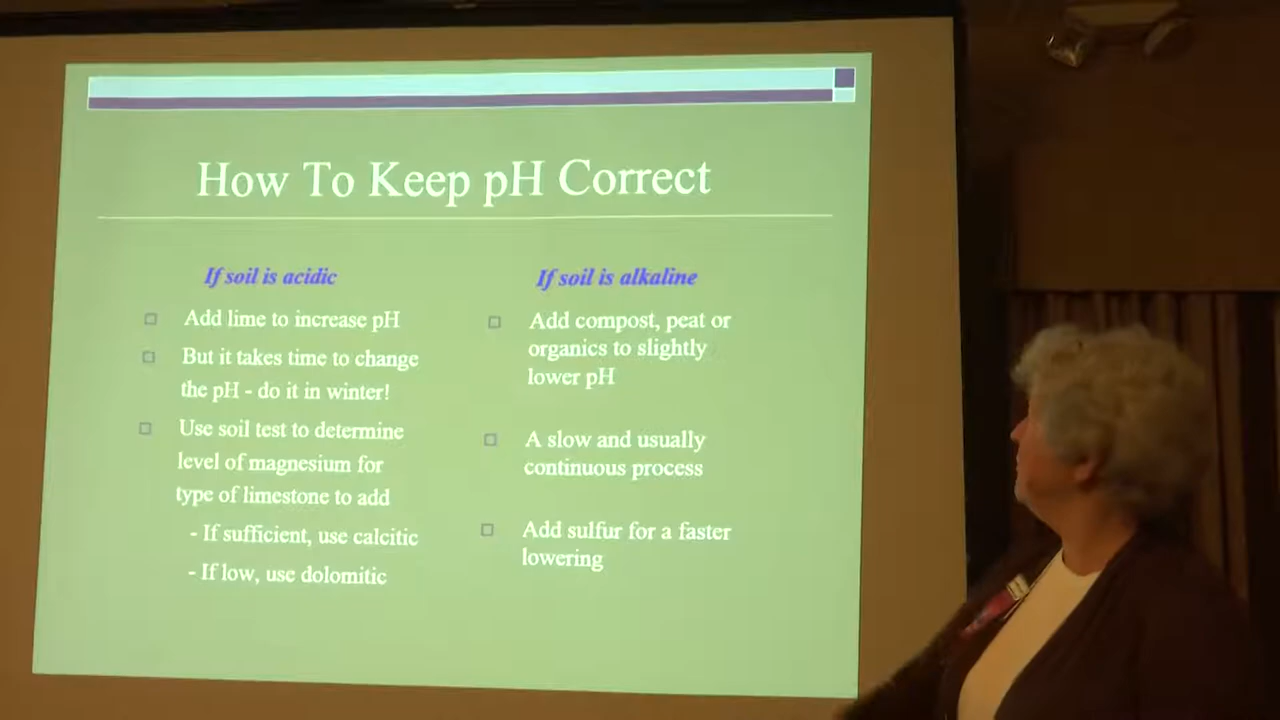 How To Keep pH Correct
If soil is acidic
Add lime to increase pH
But it takes time to change
the pH - do it in winter!
Use soil test to determine
level of magnesium for
type of limestone to add
- If sufficient, use calcitic
- If low, use dolomitic
If soil is alkaline
Add compost, peat or
organics to slightly
lower pH
A slow and usually
continuous process
Add sulfur for a faster
lowering